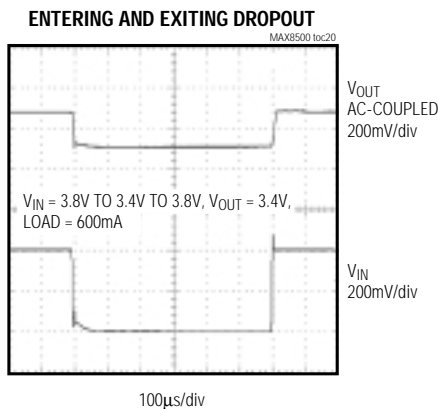 ENTERING AND EXITING DROPOUT
MAX8500 toc20
VOUT
AC-COUPLED
200mV/div
VIN = 3.8V TO 3.4V TO 3.8V, VOUT = 3.4V,
LOAD = 600mA
VIN
200mV/div
100µs/div